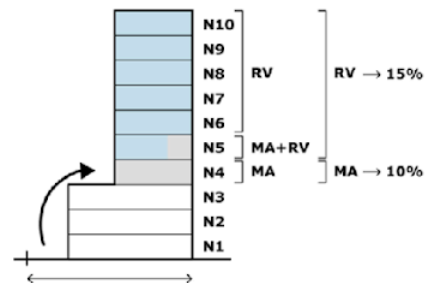 N10
N9
N8 RV RV → 15%
N7
N6
N5 MA+RV
N4 MA MA → 10%
N3
N2
N1